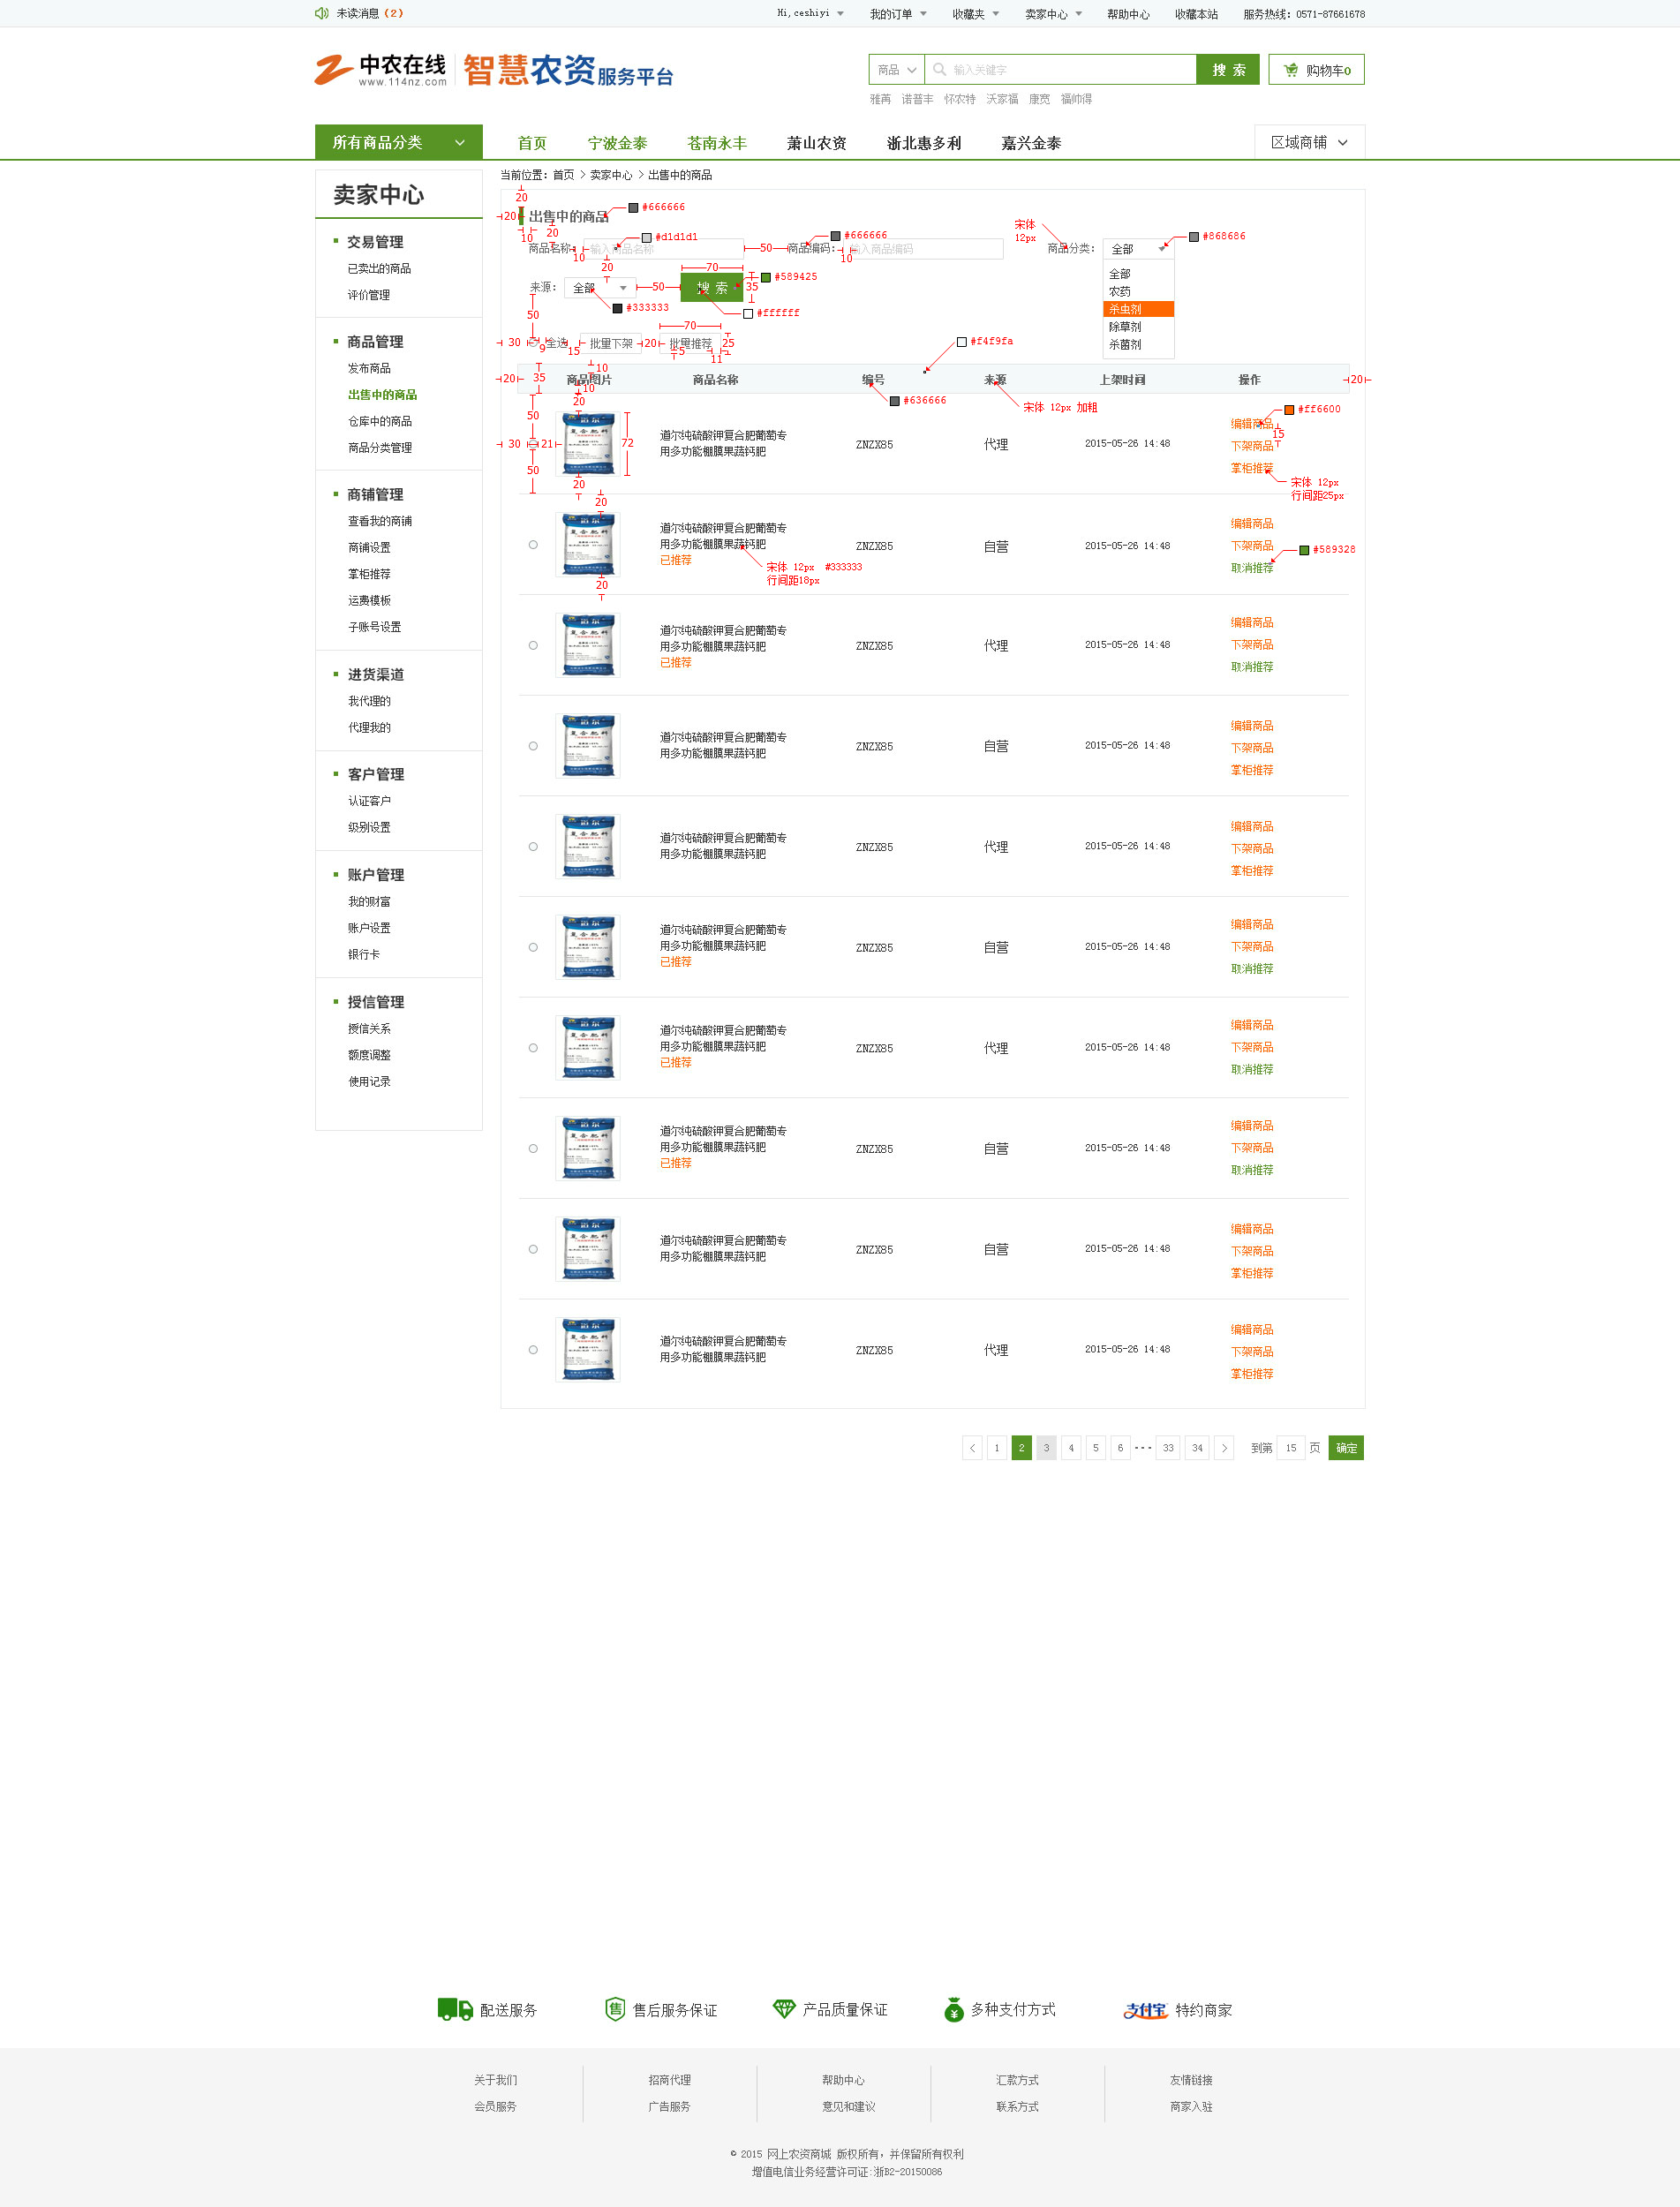 未读消息（2）
Hi,ceshiyi 我的订单 收藏夹 卖家中心 帮助中心 收藏本站 服务热线：0571-87661678
中农在线
www.114nz.com
智慧农资服务平台
商品 输入关键字 搜 索 购物车0
雅苒 诺普丰 怀农特 沃家福 康宽 福帅得
所有商品分类 首页 宁波金泰 苍南永丰 萧山农资 浙北惠多利 嘉兴金泰 区域商铺
卖家中心
交易管理
已卖出的商品
评价管理
商品管理
发布商品
出售中的商品
仓库中的商品
商品分类管理
商铺管理
查看我的商铺
商铺设置
掌柜推荐
运费模板
子账号设置
进货渠道
我代理的
代理我的
客户管理
认证客户
级别设置
账户管理
我的财富
账户设置
银行卡
授信管理
授信关系
额度调整
使用记录
当前位置：首页 > 卖家中心 > 出售中的商品
20
20 出售中的商品 #666666
10 20 #d1d1d1 #666666 宋体 12px #868686
商品名称： 10 输入商品名称 50 商品编码： 10 输入商品编码 商品分类： 全部
20 70 #589425
来源： 全部 50 搜 索 35
#333333 #ffffff
全部
农药
杀虫剂
除草剂
杀菌剂
50 70
30 9 全选 15 批量下架 20 批量推荐 25 #f4f9fa
5 11
10
20 35 商品图片 商品名称 编号 来源 上架时间 操作 20
10
20 #636666 宋体 12px 加粗 #ff6600
50
30 21 72 道尔纯硫酸钾复合肥葡萄专
用多功能棚膜果蔬钙肥
ZNZX85 代理 2015-05-26 14:48
编辑商品
15
下架商品
掌柜推荐
50 20 宋体 12px
行间距25px
20
道尔纯硫酸钾复合肥葡萄专
用多功能棚膜果蔬钙肥
已推荐
ZNZX85 自营 2015-05-26 14:48
编辑商品
下架商品
取消推荐
#589328
宋体 12px #333333
行间距18px
20
道尔纯硫酸钾复合肥葡萄专
用多功能棚膜果蔬钙肥
已推荐
ZNZX85 代理 2015-05-26 14:48
编辑商品
下架商品
取消推荐
道尔纯硫酸钾复合肥葡萄专
用多功能棚膜果蔬钙肥
ZNZX85 自营 2015-05-26 14:48
编辑商品
下架商品
掌柜推荐
道尔纯硫酸钾复合肥葡萄专
用多功能棚膜果蔬钙肥
ZNZX85 代理 2015-05-26 14:48
编辑商品
下架商品
掌柜推荐
道尔纯硫酸钾复合肥葡萄专
用多功能棚膜果蔬钙肥
已推荐
ZNZX85 自营 2015-05-26 14:48
编辑商品
下架商品
取消推荐
道尔纯硫酸钾复合肥葡萄专
用多功能棚膜果蔬钙肥
已推荐
ZNZX85 代理 2015-05-26 14:48
编辑商品
下架商品
取消推荐
道尔纯硫酸钾复合肥葡萄专
用多功能棚膜果蔬钙肥
已推荐
ZNZX85 自营 2015-05-26 14:48
编辑商品
下架商品
取消推荐
道尔纯硫酸钾复合肥葡萄专
用多功能棚膜果蔬钙肥
ZNZX85 自营 2015-05-26 14:48
编辑商品
下架商品
掌柜推荐
道尔纯硫酸钾复合肥葡萄专
用多功能棚膜果蔬钙肥
ZNZX85 代理 2015-05-26 14:48
编辑商品
下架商品
掌柜推荐
< 1 2 3 4 5 6 ··· 33 34 > 到第 15 页 确定
配送服务 售 售后服务保证 产品质量保证 ¥ 多种支付方式 支付宝 特约商家
关于我们 招商代理 帮助中心 汇款方式 友情链接
会员服务 广告服务 意见和建议 联系方式 商家入驻
© 2015 网上农资商城 版权所有，并保留所有权利
增值电信业务经营许可证:浙B2-20150086